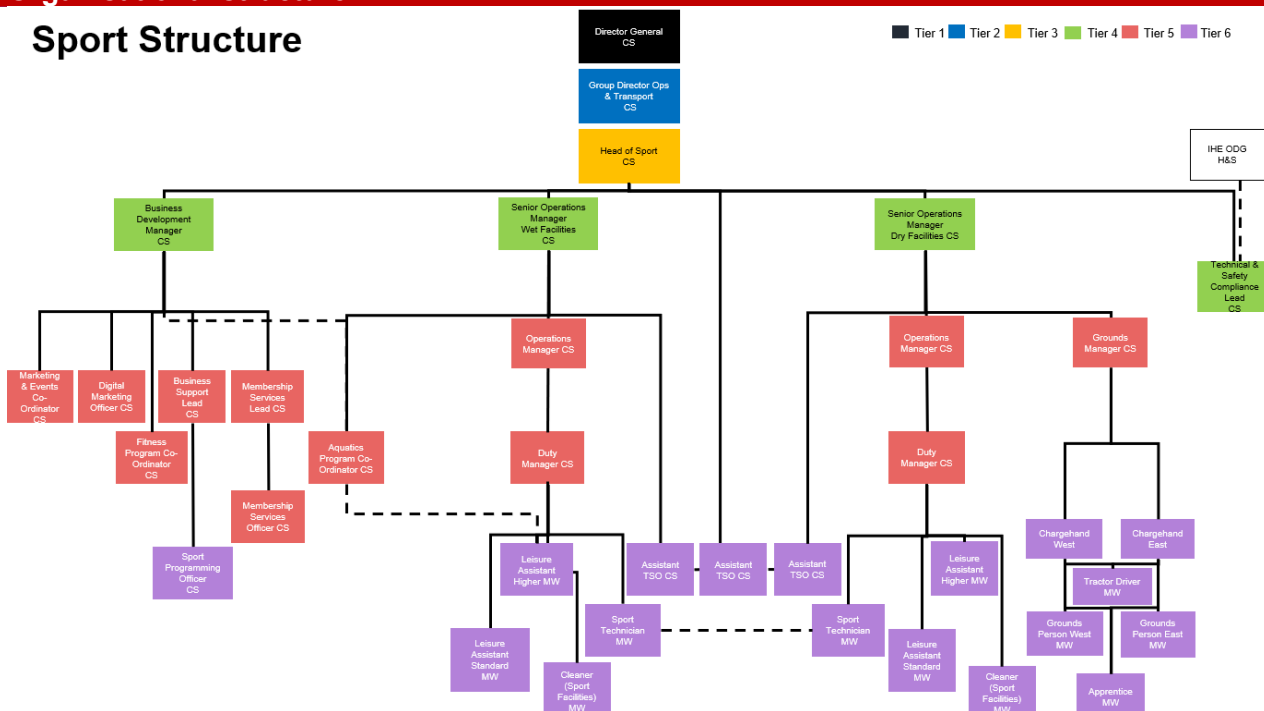 Sport Structure
Director General
CS
Tier 1
Tier 2
Tier 3
Tier 4
Tier 5
Tier 6
Group Director Ops
& Transport
CS
Head of Sport
CS
IHE ODG
H&S
Business
Development
Manager
CS
Senior Operations
Manager
Wet Facilities
CS
Senior Operations
Manager
Dry Facilities CS
Technical &
Safety
Compliance
Lead
CS
Operations
Manager CS
Operations
Manager CS
Grounds
Manager CS
Marketing
& Events
Co-
Ordinator
CS
Digital
Marketing
Officer CS
Business
Support
Lead
CS
Membership
Services
Lead CS
Fitness
Program Co-
Ordinator
CS
Aquatics
Program Co-
Ordinator CS
Duty
Manager CS
Duty
Manager CS
Membership
Services
Officer CS
Sport
Programming
Officer
CS
Leisure
Assistant
Higher MW
Assistant
TSO CS
Assistant
TSO CS
Assistant
TSO CS
Leisure
Assistant
Higher MW
Chargehand
West
Chargehand
East
Tractor Driver
MW
Sport
Technician
MW
Sport
Technician
MW
Grounds
Person West
MW
Grounds
Person East
MW
Leisure
Assistant
Standard
MW
Leisure
Assistant
Standard
MW
Cleaner
(Sport
Facilities)
MW
Cleaner
(Sport
Facilities)
MW
Apprentice
MW